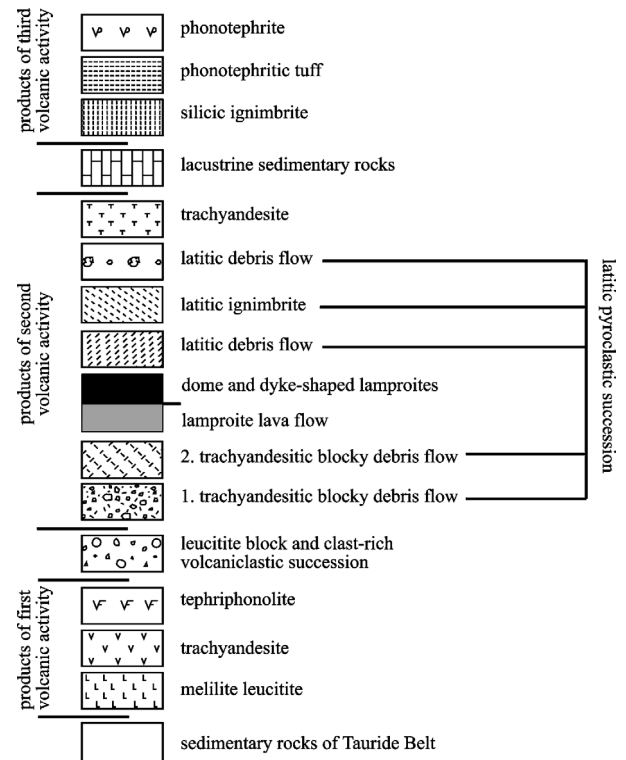 products of third
volcanic activity
phonotephrite
phonotephritic tuff
silicic ignimbrite
lacustrine sedimentary rocks
products of second
volcanic activity
trachyandesite
latitic debris flow
latitic ignimbrite
latitic debris flow
dome and dyke-shaped lamproites
lamproite lava flow
2. trachyandesitic blocky debris flow
1. trachyandesitic blocky debris flow
latitic pyroclastic succession
leucitite block and clast-rich
volcaniclastic succession
products of first
volcanic activity
tephriphonolite
trachyandesite
melilite leucitite
sedimentary rocks of Tauride Belt